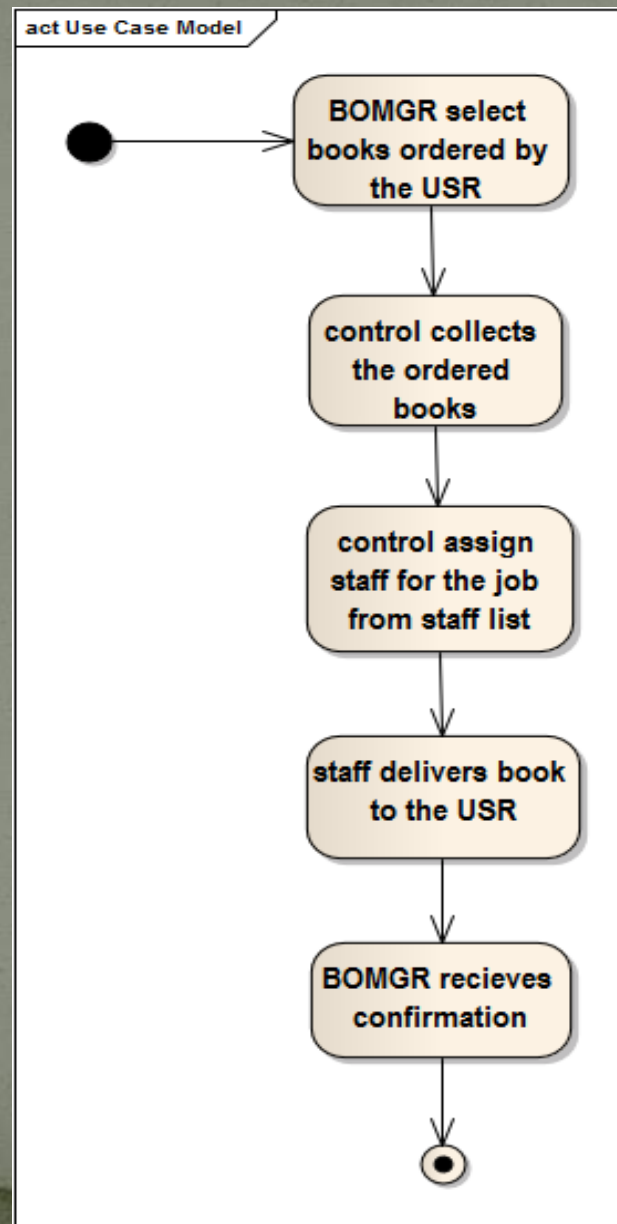 act Use Case Model
BOMGR select
books ordered by
the USR
control collects
the ordered
books
control assign
staff for the job
from staff list
staff delivers book
to the USR
BOMGR recieves
confirmation